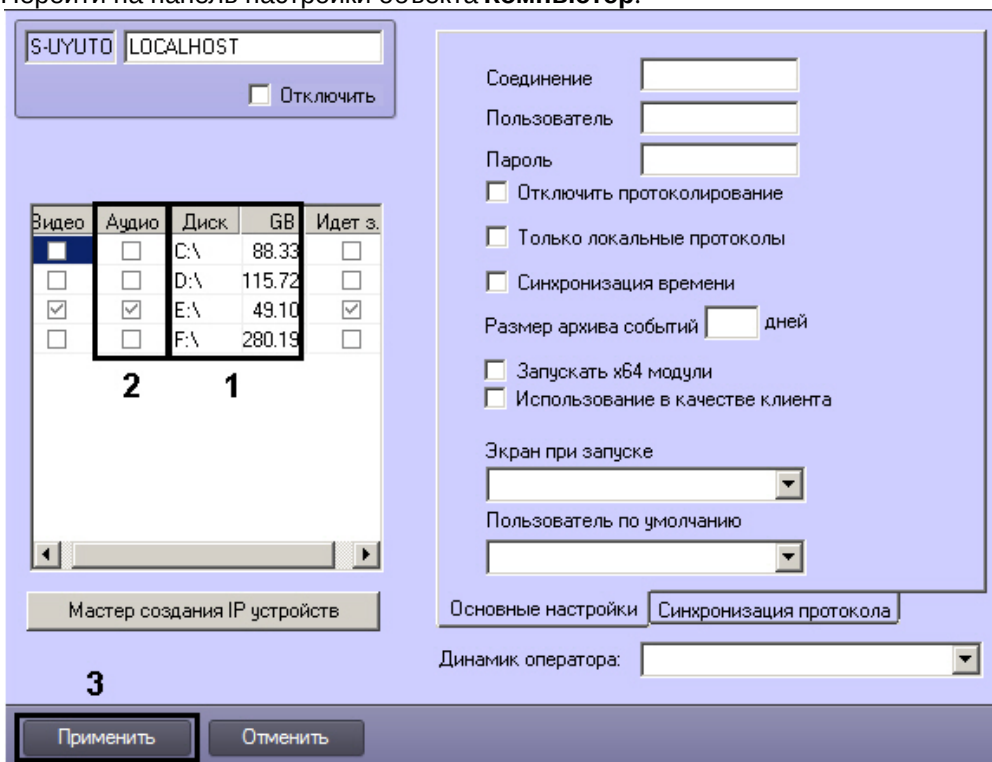 Перейти на панель настройки объекта Компьютер.
S-UYUTO LOCALHOST
Отключить
Видео Аудио Диск GB Идет з.
C:\ 88.33
D:\ 115.72
E:\ 49.10
F:\ 280.19
2 1
Мастер создания IP устройств
Соединение
Пользователь
Пароль
Отключить протоколирование
Только локальные протоколы
Синхронизация времени
Размер архива событий дней
Запускать x64 модули
Использование в качестве клиента
Экран при запуске
Пользователь по умолчанию
Основные настройки Синхронизация протокола
Динамик оператора:
3
Применить Отменить